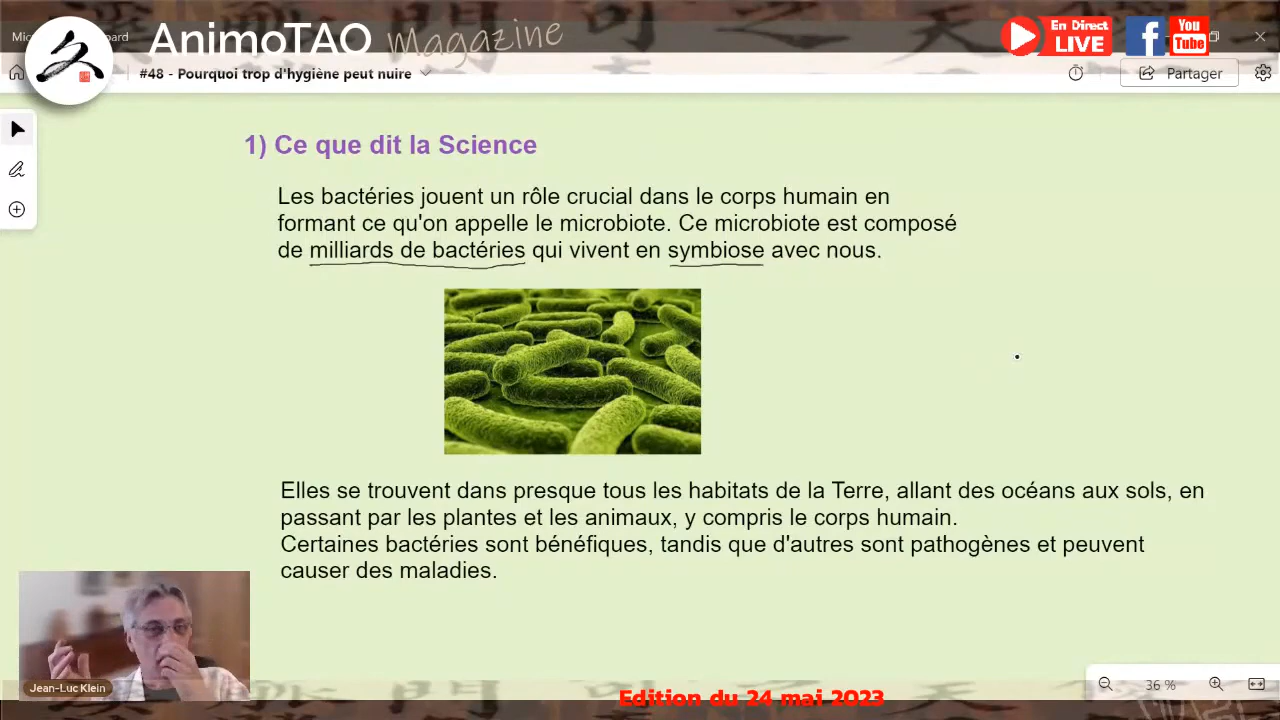 AnimoTAO Magazine
En Direct
LIVE
You
Tube
#48 - Pourquoi trop d'hygiène peut nuire
Partager
1) Ce que dit la Science
Les bactéries jouent un rôle crucial dans le corps humain en
formant ce qu'on appelle le microbiote. Ce microbiote est composé
de milliards de bactéries qui vivent en symbiose avec nous.
Elles se trouvent dans presque tous les habitats de la Terre, allant des océans aux sols, en
passant par les plantes et les animaux, y compris le corps humain.
Certaines bactéries sont bénéfiques, tandis que d'autres sont pathogènes et peuvent
causer des maladies.
Jean-Luc Klein
36 %
Edition du 24 mai 2023